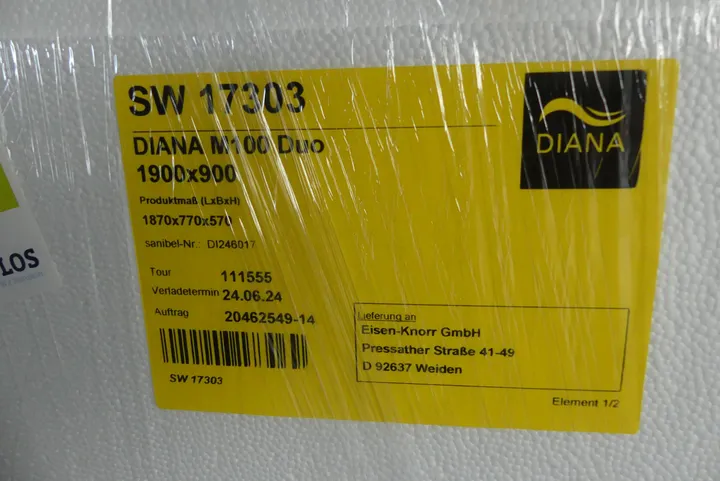 SW 17303
DIANA
DIANA M100 Duo
1900x900
Produktmaß (LxBxH)
1870x770x570
sanibel-Nr.: DI246017
Tour 111555
Verladetermin 24.06.24
Auftrag 20462549-14
SW 17303
Lieferung an
Eisen-Knorr GmbH
Pressather Straße 41-49
D 92637 Weiden
Element 1/2
LOS